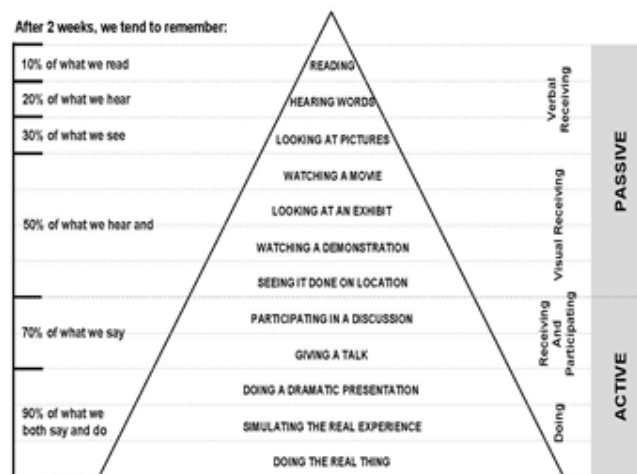 After 2 weeks, we tend to remember:
10% of what we read
READING
20% of what we hear
HEARING WORDS
30% of what we see
LOOKING AT PICTURES
Verbal
Receiving
WATCHING A MOVIE
LOOKING AT AN EXHIBIT
50% of what we hear and
WATCHING A DEMONSTRATION
SEEING IT DONE ON LOCATION
Visual Receiving
PASSIVE
PARTICIPATING IN A DISCUSSION
70% of what we say
GIVING A TALK
Receiving
And
Participating
DOING A DRAMATIC PRESENTATION
90% of what we
both say and do
SIMULATING THE REAL EXPERIENCE
DOING THE REAL THING
Doing
ACTIVE